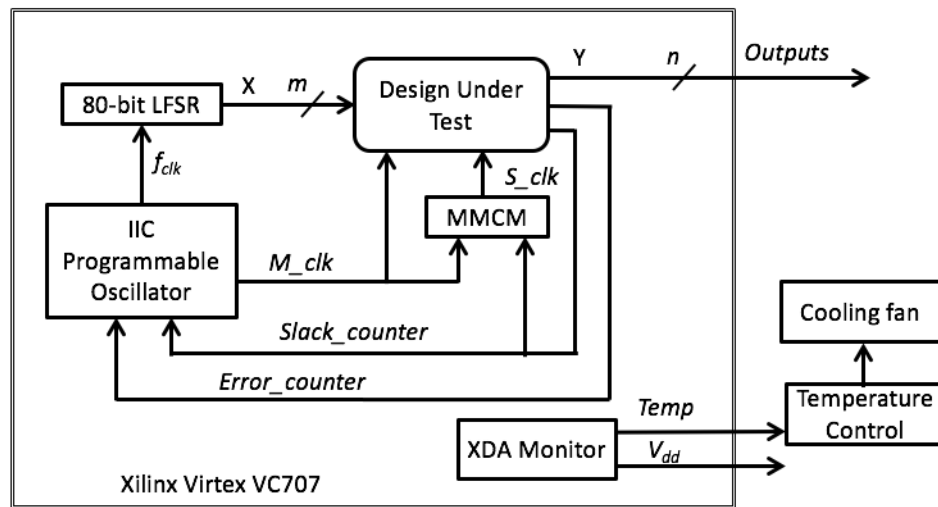 80-bit LFSR
X
m
Design Under
Test
Y
n
Outputs
f_clk
S_clk
MMCM
IIC
Programmable
Oscillator
M_clk
Slack_counter
Error_counter
Cooling fan
Temp
Temperature
Control
XDA Monitor
V_dd
Xilinx Virtex VC707